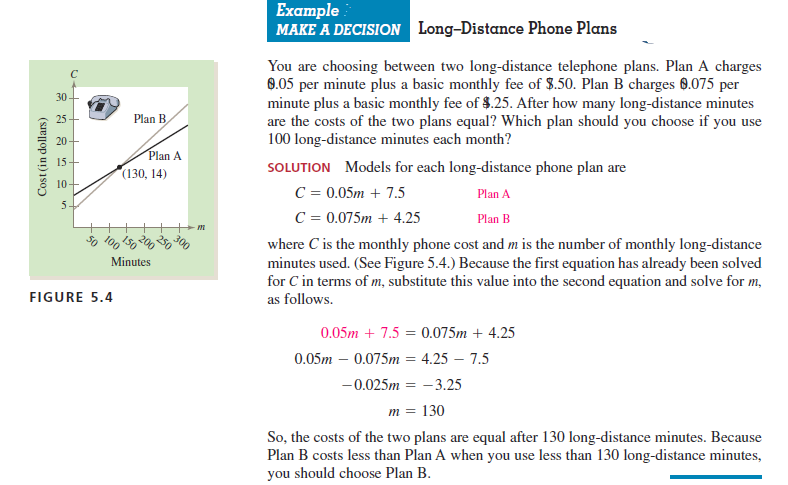 Example
MAKE A DECISION Long–Distance Phone Plans
You are choosing between two long-distance telephone plans. Plan A charges
0.05 per minute plus a basic monthly fee of $.50. Plan B charges 0.075 per
minute plus a basic monthly fee of $.25. After how many long-distance minutes
are the costs of the two plans equal? Which plan should you choose if you use
100 long-distance minutes each month?
SOLUTION Models for each long-distance phone plan are
C = 0.05m + 7.5 Plan A
C = 0.075m + 4.25 Plan B
where C is the monthly phone cost and m is the number of monthly long-distance
minutes used. (See Figure 5.4.) Because the first equation has already been solved
for C in terms of m, substitute this value into the second equation and solve for m,
as follows.
0.05m + 7.5 = 0.075m + 4.25
0.05m − 0.075m = 4.25 − 7.5
−0.025m = −3.25
m = 130
So, the costs of the two plans are equal after 130 long-distance minutes. Because
Plan B costs less than Plan A when you use less than 130 long-distance minutes,
you should choose Plan B.
C
30
25
20
15
10
5
Cost (in dollars)
Plan B
Plan A
(130, 14)
m
50 100 150 200 250 300
Minutes
FIGURE 5.4